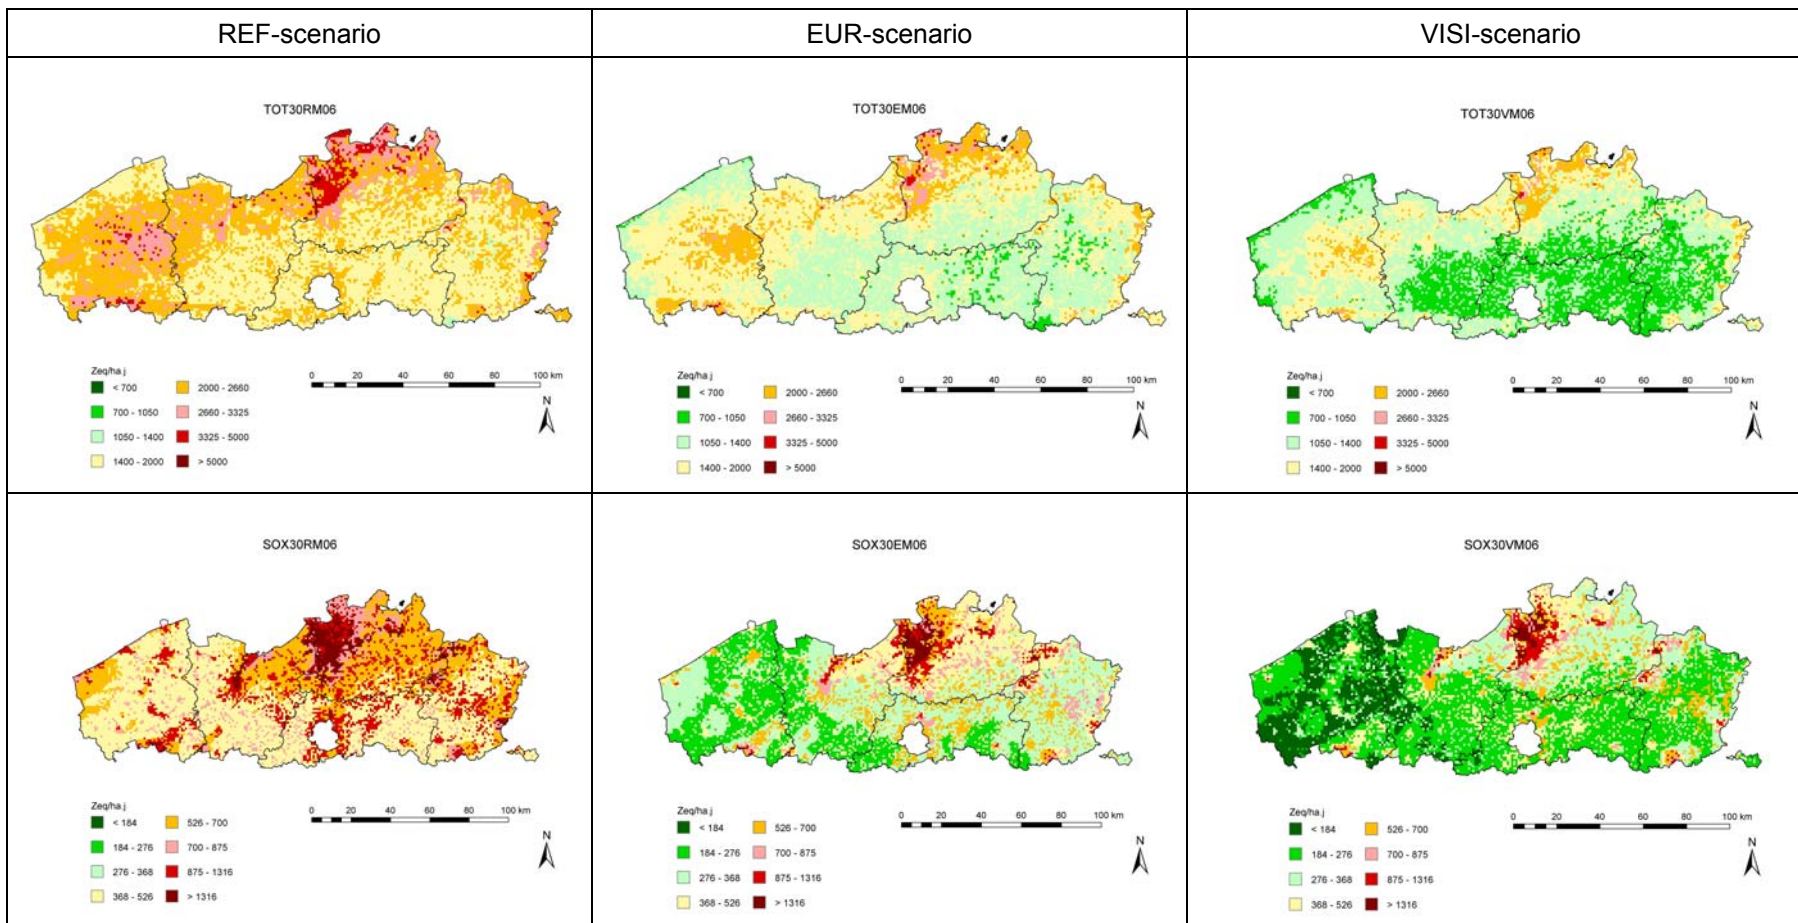 REF-scenario
EUR-scenario
VISI-scenario
TOT30RM06
Zeq/ha.j
< 700
2000 - 2660
700 - 1050
2660 - 3325
1050 - 1400
3325 - 5000
1400 - 2000
> 5000
0 20 40 60 80 100 km
N
TOT30EM06
Zeq/ha.j
< 700
2000 - 2660
700 - 1050
2660 - 3325
1050 - 1400
3325 - 5000
1400 - 2000
> 5000
0 20 40 60 80 100 km
N
TOT30VM06
Zeq/ha.j
< 700
2000 - 2660
700 - 1050
2660 - 3325
1050 - 1400
3325 - 5000
1400 - 2000
> 5000
0 20 40 60 80 100 km
N
SOX30RM06
Zeq/ha.j
< 184
526 - 700
184 - 276
700 - 875
276 - 368
875 - 1316
368 - 526
> 1316
0 20 40 60 80 100 km
N
SOX30EM06
Zeq/ha.j
< 184
526 - 700
184 - 276
700 - 875
276 - 368
875 - 1316
368 - 526
> 1316
0 20 40 60 80 100 km
N
SOX30VM06
Zeq/ha.j
< 184
526 - 700
184 - 276
700 - 875
276 - 368
875 - 1316
368 - 526
> 1316
0 20 40 60 80 100 km
N